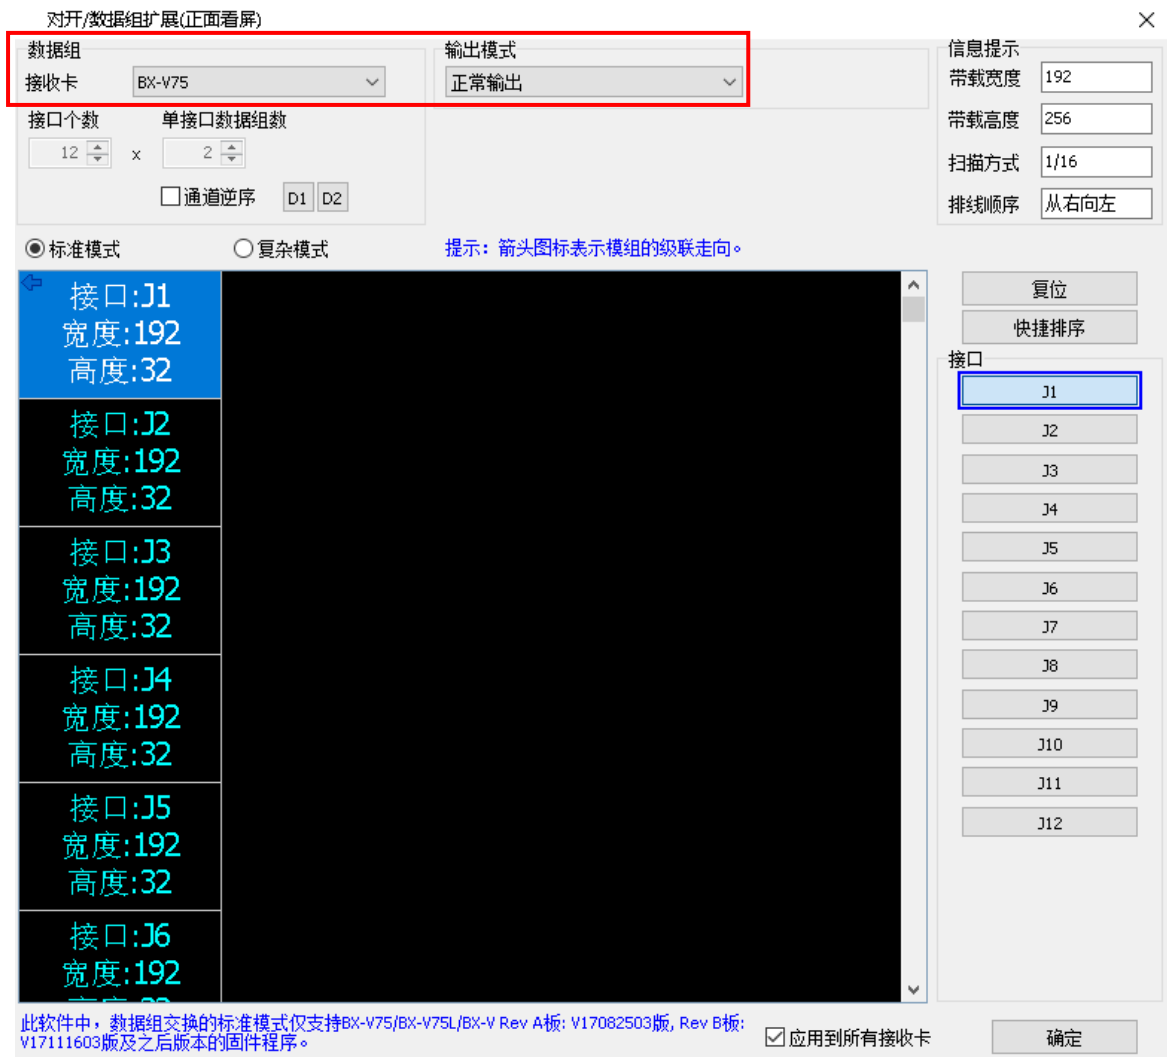 对开/数据组扩展(正面看屏)
数据组
接收卡 BX-V75
输出模式
正常输出
信息提示
带载宽度 192
带载高度 256
扫描方式 1/16
排线顺序 从右向左
接口个数 单接口数据组数
12 x 2
通道逆序 D1 D2
标准模式 复杂模式 提示: 箭头图标表示模组的级联走向。
接口:J1
宽度:192
高度:32
接口:J2
宽度:192
高度:32
接口:J3
宽度:192
高度:32
接口:J4
宽度:192
高度:32
接口:J5
宽度:192
高度:32
接口:J6
宽度:192
复位
快捷排序
接口
J1
J2
J3
J4
J5
J6
J7
J8
J9
J10
J11
J12
此软件中，数据组交换的标准模式仅支持BX-V75/BX-V75L/BX-V Rev A板: V17082503版, Rev B板:
V17111603版及之后版本的固件程序。
应用到所有接收卡 确定